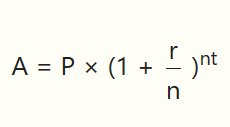 A = P × (1 + r/n)^nt